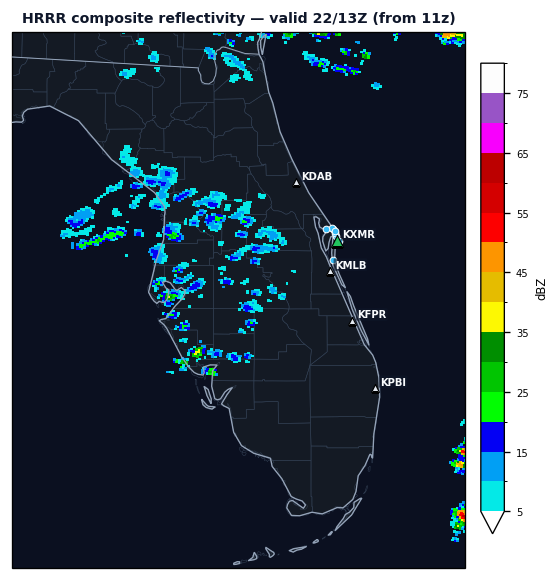 HRRR composite reflectivity — valid 22/13Z (from 11z)
KDAB
KXMR
KMLB
KFPR
KPBI
75
65
55
45
35
25
15
5
dBZ